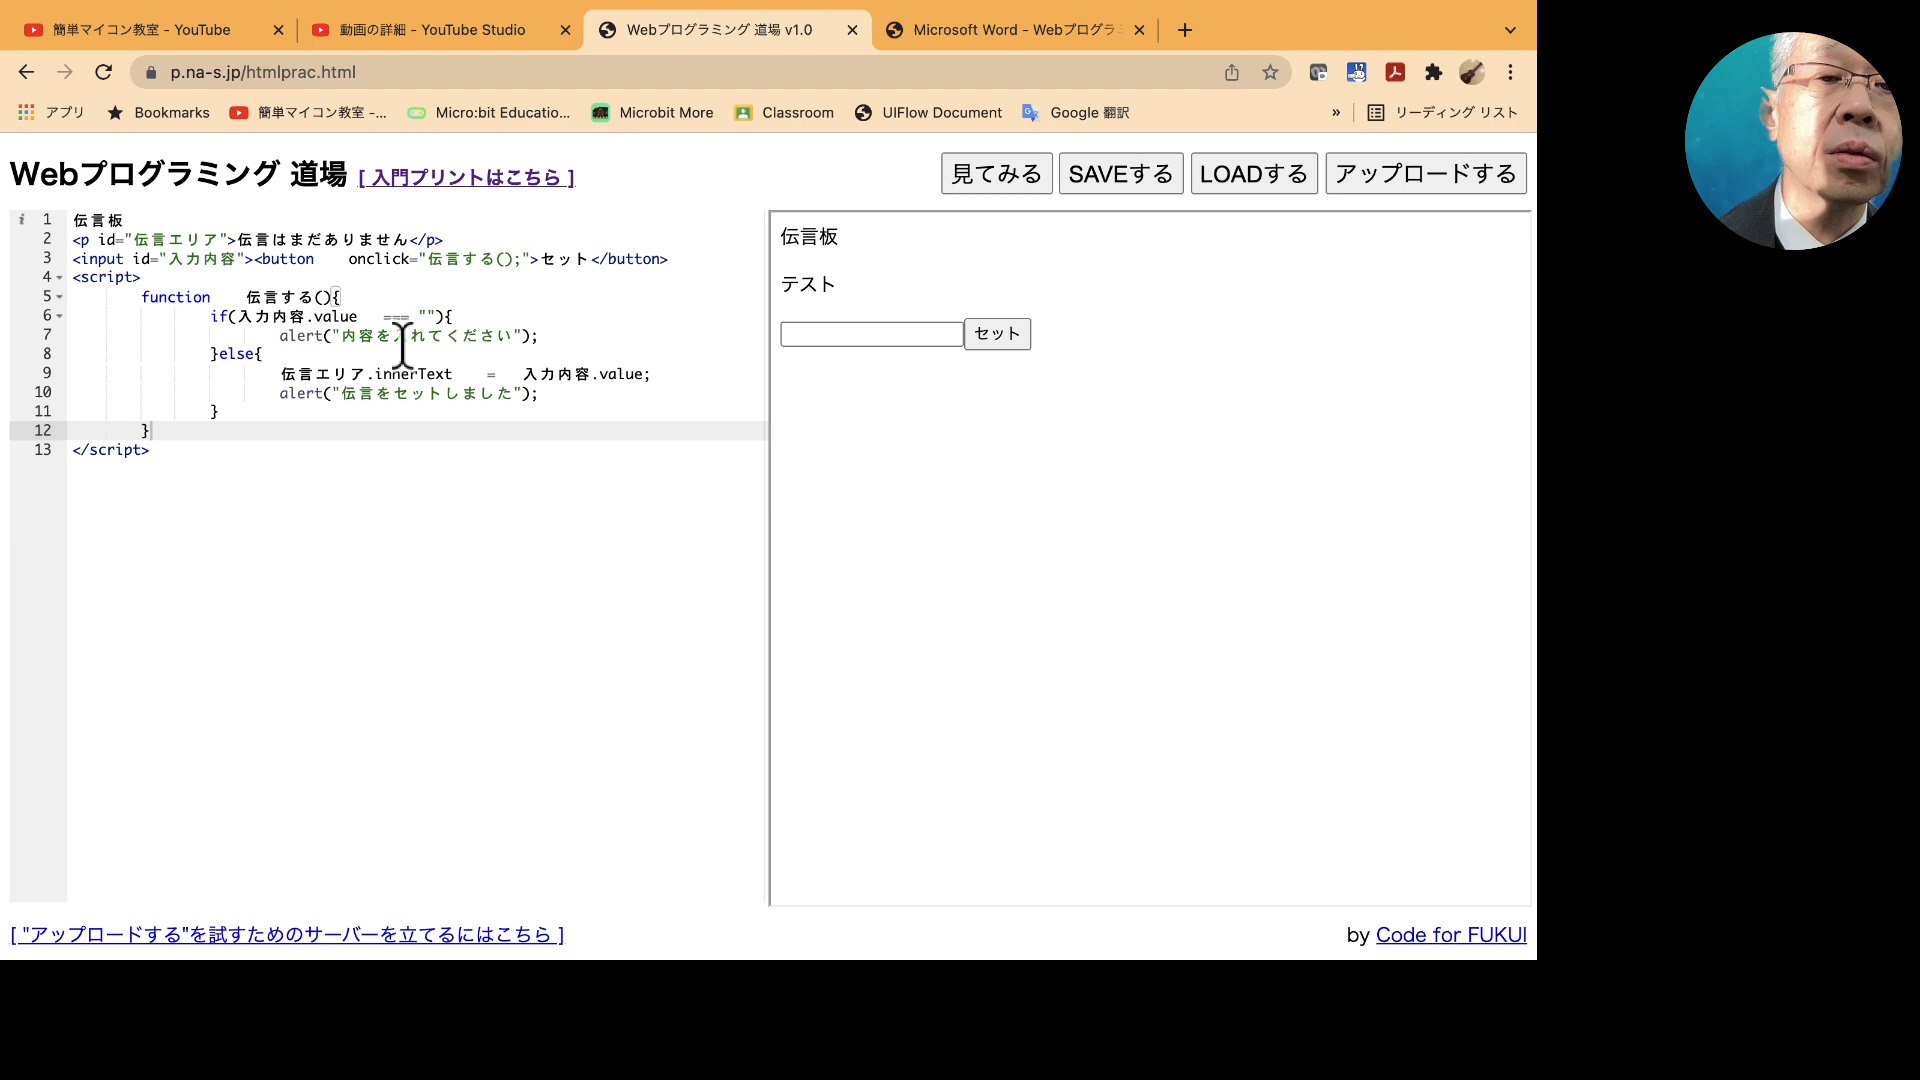 簡単マイコン教室 - YouTube
動画の詳細 - YouTube Studio
Webプログラミング 道場 v1.0
Microsoft Word - Webプログラ
p.na-s.jp/htmlprac.html
アプリ
Bookmarks
簡単マイコン教室 -...
Micro:bit Educatio...
Microbit More
Classroom
UIFlow Document
Google 翻訳
»
リーディング リスト
Webプログラミング 道場 [ 入門プリントはこちら ]
見てみる
SAVEする
LOADする
アップロードする
1 伝言板
2 <p id="伝言エリア">伝言はまだありません</p>
3 <input id="入力内容"><button onclick="伝言する();">セット</button>
4 <script>
5 function 伝言する(){
6 if(入力内容.value === ""){
7 alert("内容を入れてください");
8 }else{
9 伝言エリア.innerText = 入力内容.value;
10 alert("伝言をセットしました");
11 }
12 }
13 </script>
伝言板
テスト
セット
[ "アップロードする"を試すためのサーバーを立てるにはこちら ]
by Code for FUKUI